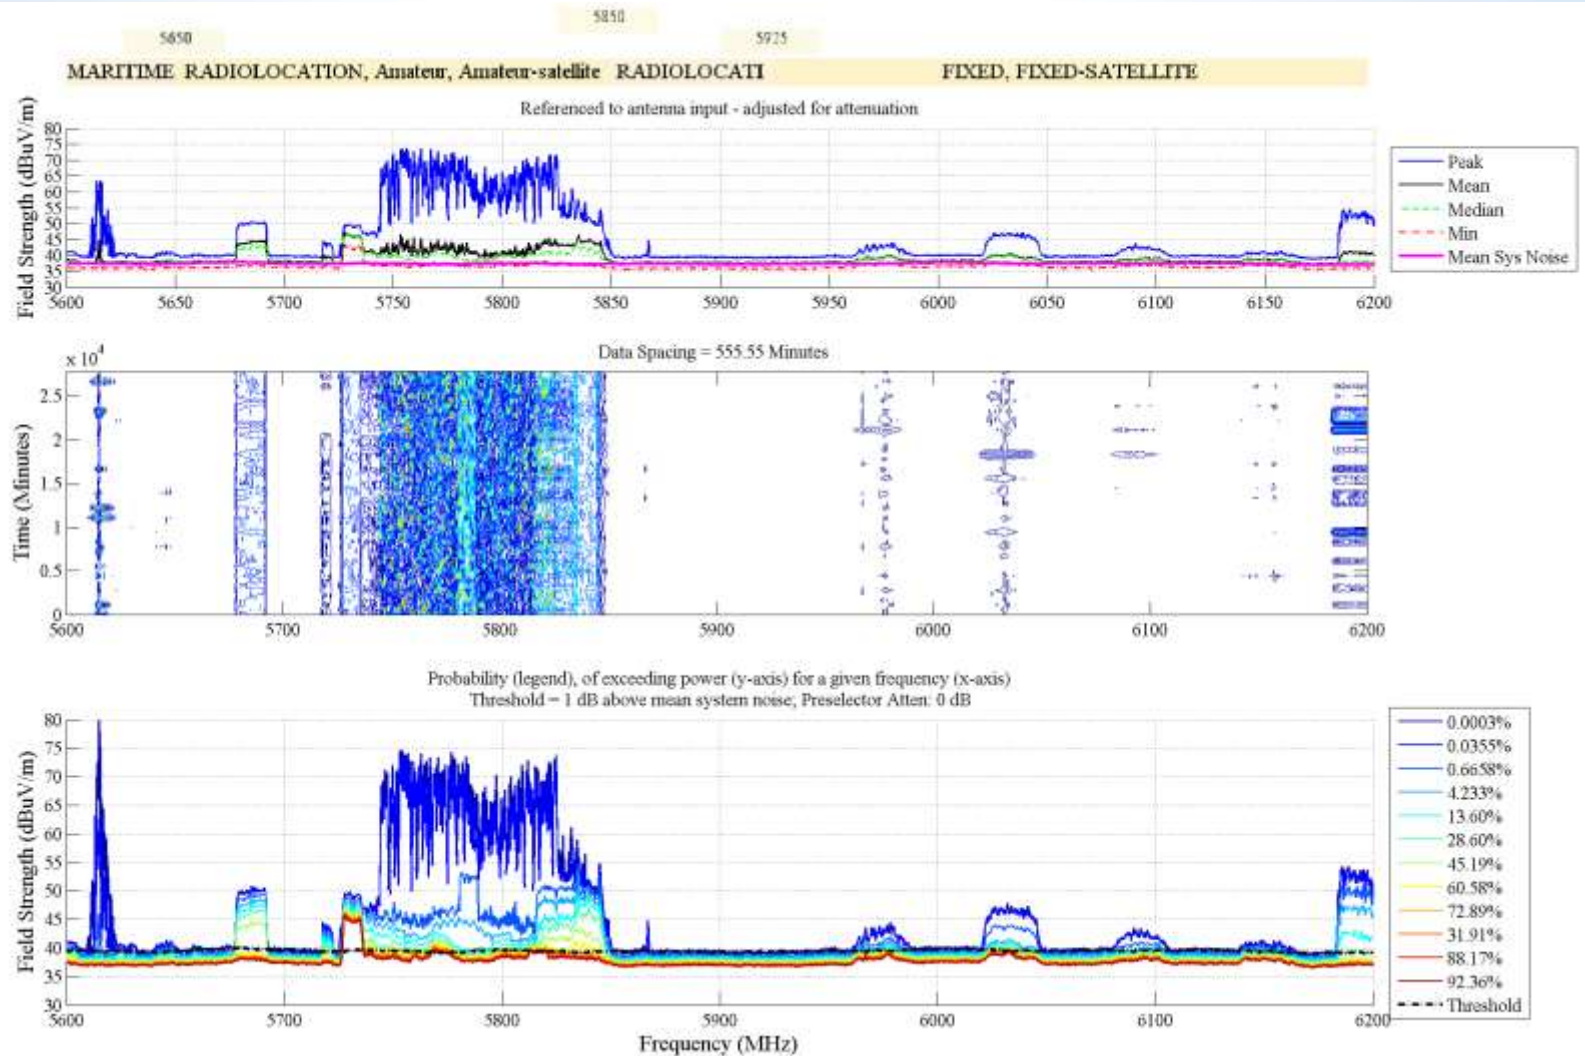 5850
5650
5925
MARITIME RADIOLOCATION, Amateur, Amateur-satellite RADIOLOCATI FIXED, FIXED-SATELLITE
Referenced to antenna input - adjusted for attenuation
Field Strength (dBuV/m)
80
75
70
65
60
55
50
45
40
35
30
5600 5650 5700 5750 5800 5850 5900 5950 6000 6050 6100 6150 6200
Peak
Mean
Median
Min
Mean Sys Noise
Data Spacing = 555.55 Minutes
x 10^4
Time (Minutes)
2.5
2
1.5
1
0.5
0
5600 5700 5800 5900 6000 6100 6200
Probability (legend), of exceeding power (y-axis) for a given frequency (x-axis)
Threshold = 1 dB above mean system noise; Preselector Atten: 0 dB
Field Strength (dBuV/m)
80
75
70
65
60
55
50
45
40
35
30
5600 5700 5800 5900 6000 6100 6200
Frequency (MHz)
0.0003%
0.0355%
0.6658%
4.233%
13.60%
28.60%
45.19%
60.58%
72.89%
31.91%
88.17%
92.36%
Threshold